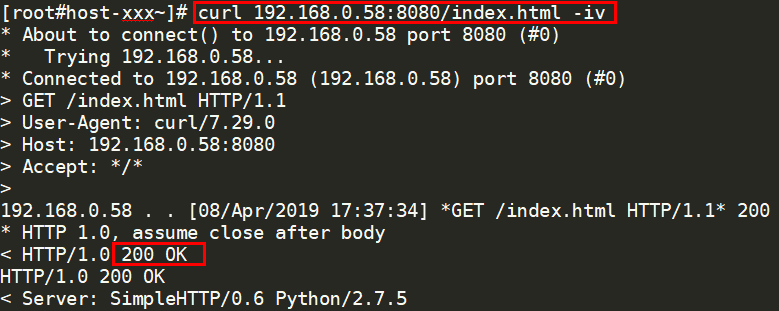 [root#host-xxx~]# curl 192.168.0.58:8080/index.html -iv
* About to connect() to 192.168.0.58 port 8080 (#0)
*   Trying 192.168.0.58...
* Connected to 192.168.0.58 (192.168.0.58) port 8080 (#0)
> GET /index.html HTTP/1.1
> User-Agent: curl/7.29.0
> Host: 192.168.0.58:8080
> Accept: */*
>
192.168.0.58 . . [08/Apr/2019 17:37:34] *GET /index.html HTTP/1.1* 200
* HTTP 1.0, assume close after body
< HTTP/1.0 200 OK
HTTP/1.0 200 OK
< Server: SimpleHTTP/0.6 Python/2.7.5